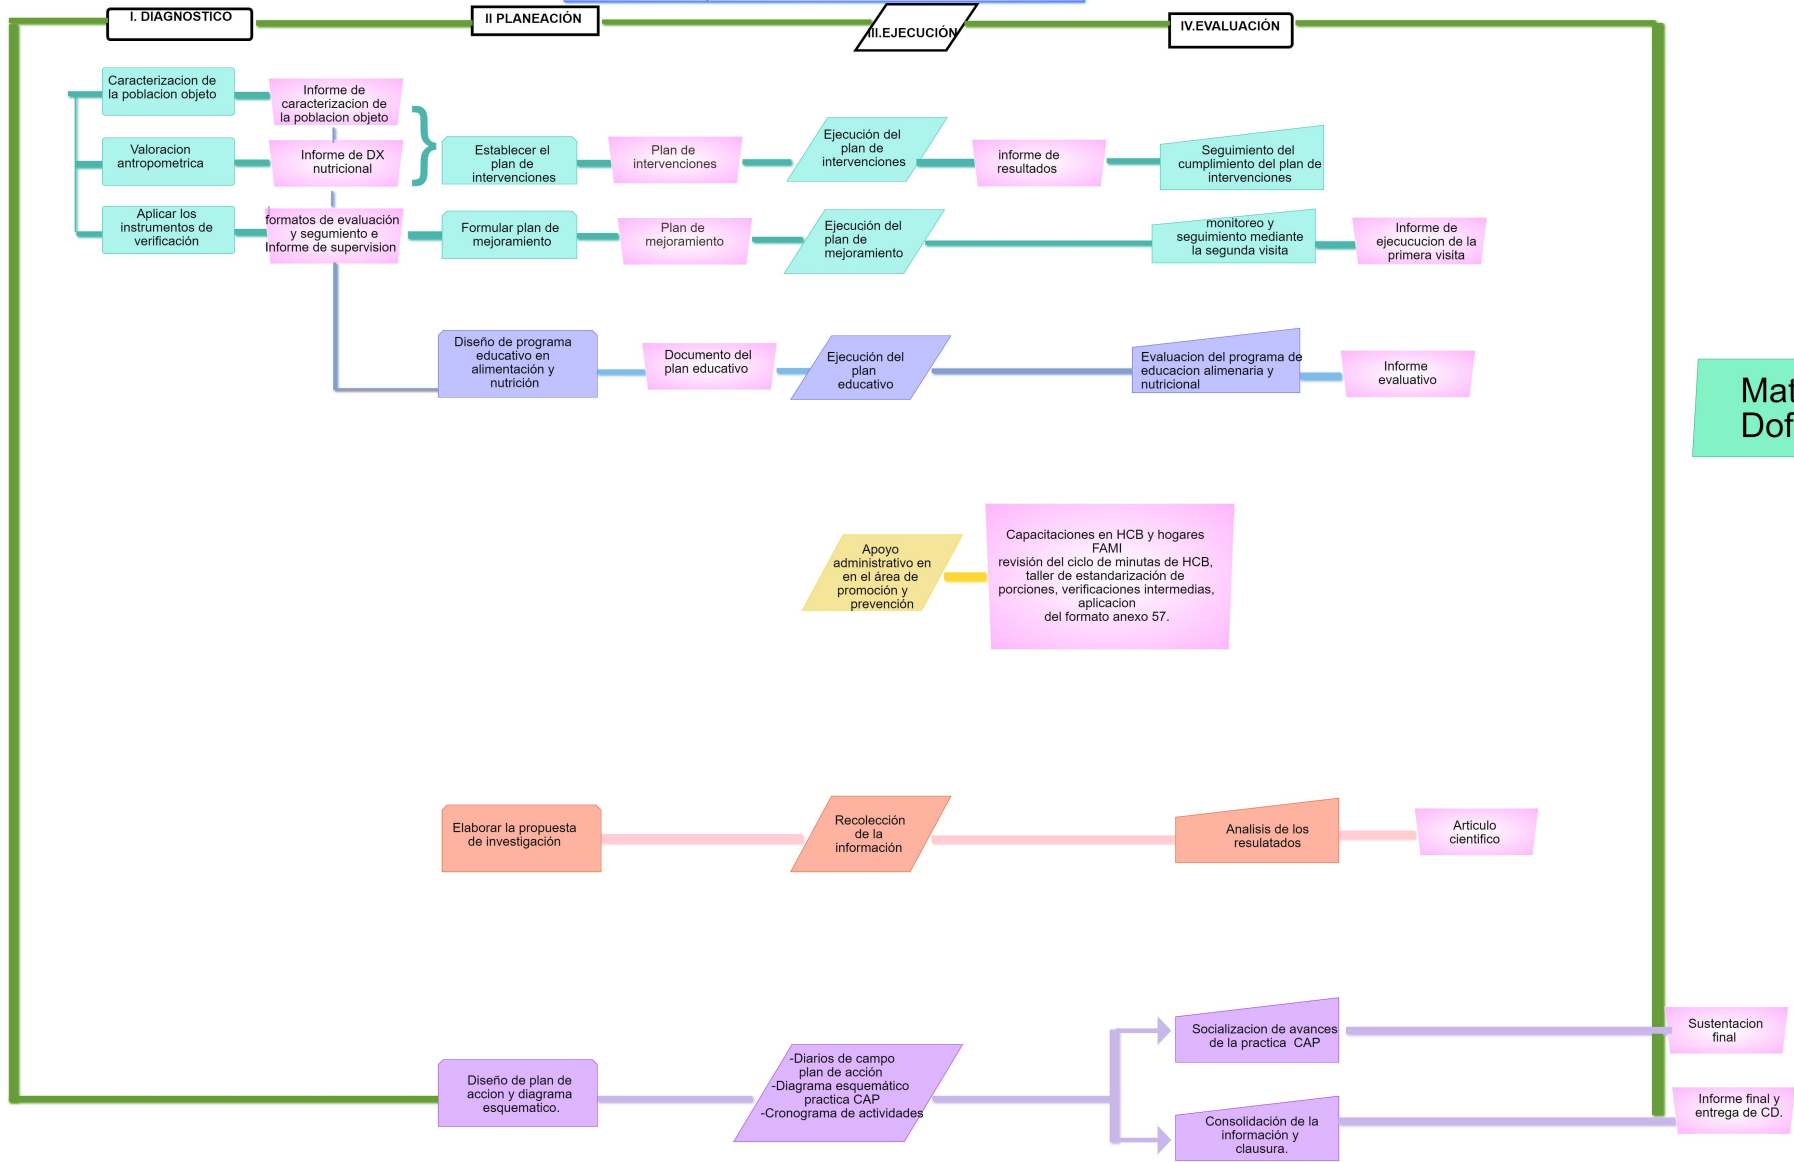 I. DIAGNOSTICO
II PLANEACIÓN
III.EJECUCIÓN
IV.EVALUACIÓN
Caracterizacion de
la poblacion objeto
Informe de
caracterizacion de
la poblacion objeto
Valoracion
antropometrica
Informe de DX
nutricional
}
Establecer el
plan de
intervenciones
Plan de
intervenciones
Ejecución del
plan de
intervenciones
informe de
resultados
Seguimiento del
cumplimiento del plan de
intervenciones
Aplicar los
instrumentos de
verificación
formatos de evaluación
y segumiento e
Informe de supervision
Formular plan de
mejoramiento
Plan de
mejoramiento
Ejecución del
plan de
mejoramiento
monitoreo y
seguimiento mediante
la segunda visita
Informe de
ejecucucion de la
primera visita
Diseño de programa
educativo en
alimentación y
nutrición
Documento del
plan educativo
Ejecución del
plan
educativo
Evaluacion del programa de
educacion alimenaria y
nutricional
Informe
evaluativo
Mat
Dof
Apoyo
administrativo en
en el área de
promoción y
prevención
Capacitaciones en HCB y hogares
FAMI
revisión del ciclo de minutas de HCB,
taller de estandarización de
porciones, verificaciones intermedias,
aplicacion
del formato anexo 57.
Elaborar la propuesta
de investigación
Recolección
de la
información
Analisis de los
resulatados
Articulo
cientifico
Diseño de plan de
accion y diagrama
esquematico.
-Diarios de campo
plan de acción
-Diagrama esquemático
practica CAP
-Cronograma de actividades
Socializacion de avances
de la practica CAP
Sustentacion
final
Consolidación de la
información y
clausura.
Informe final y
entrega de CD.